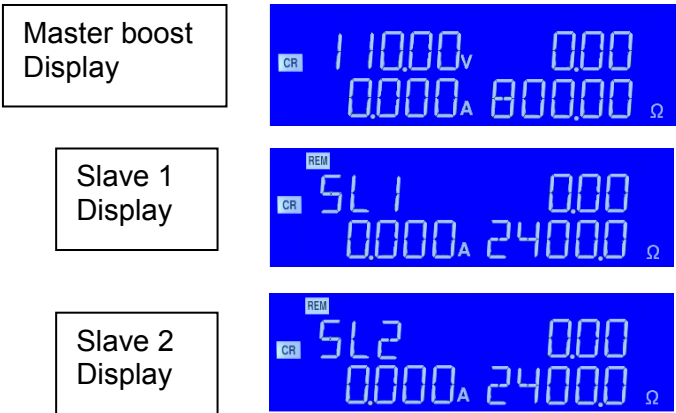 Master boost
Display
CR 110.00V 0.00
0.000A 800.00 Ω
Slave 1
Display
REM
CR SL1 0.00
0.000A 2400.0 Ω
Slave 2
Display
REM
CR SL2 0.00
0.000A 2400.0 Ω